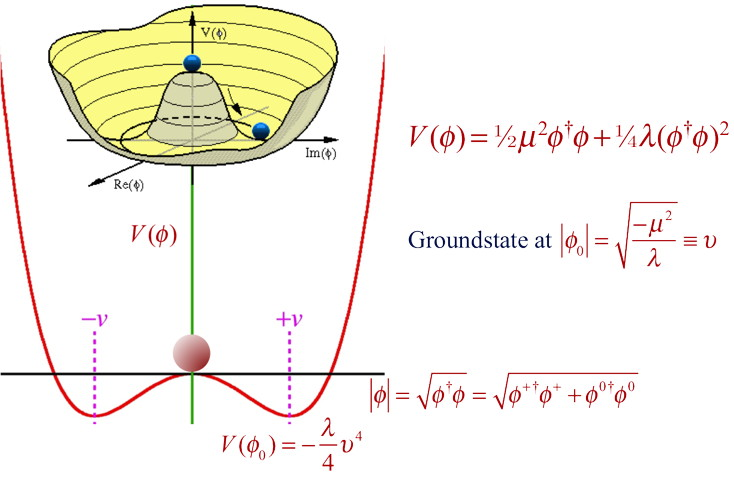 V(ϕ)
Im(ϕ)
Re(ϕ)
V(ϕ) = ½μ²ϕ†ϕ + ¼λ(ϕ†ϕ)²
V(ϕ)
Groundstate at |ϕ₀| = √(−μ²/λ) ≡ υ
−v
+v
|ϕ| = √(ϕ†ϕ) = √(ϕ⁺†ϕ⁺ + ϕ⁰†ϕ⁰)
V(ϕ₀) = −(λ/4)υ⁴